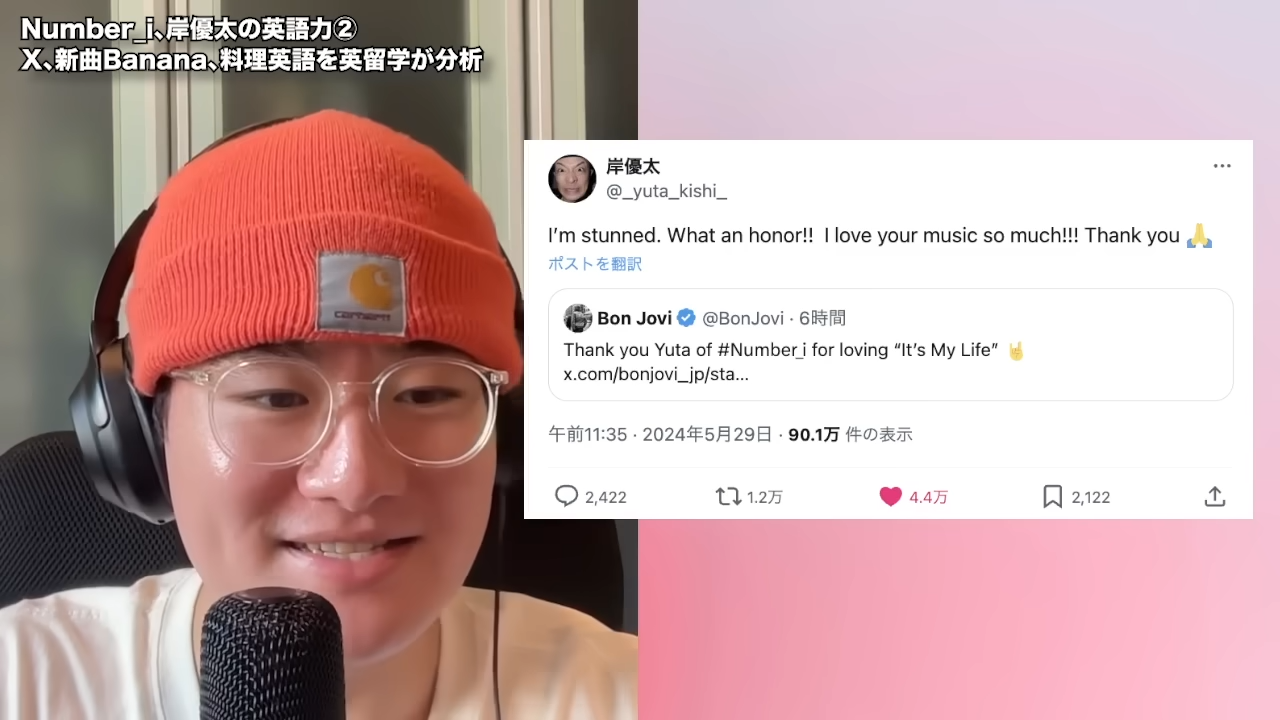 Number_i、岸優太の英語力②
X、新曲Banana、料理英語を英留学が分析
carhartt
岸優太
@_yuta_kishi_
I'm stunned. What an honor!! I love your music so much!!! Thank you 🙏
ポストを翻訳
Bon Jovi @BonJovi · 6時間
Thank you Yuta of #Number_i for loving “It’s My Life” 🤘
x.com/bonjovi_jp/sta...
午前11:35 · 2024年5月29日 · 90.1万 件の表示
2,422 1.2万 4.4万 2,122